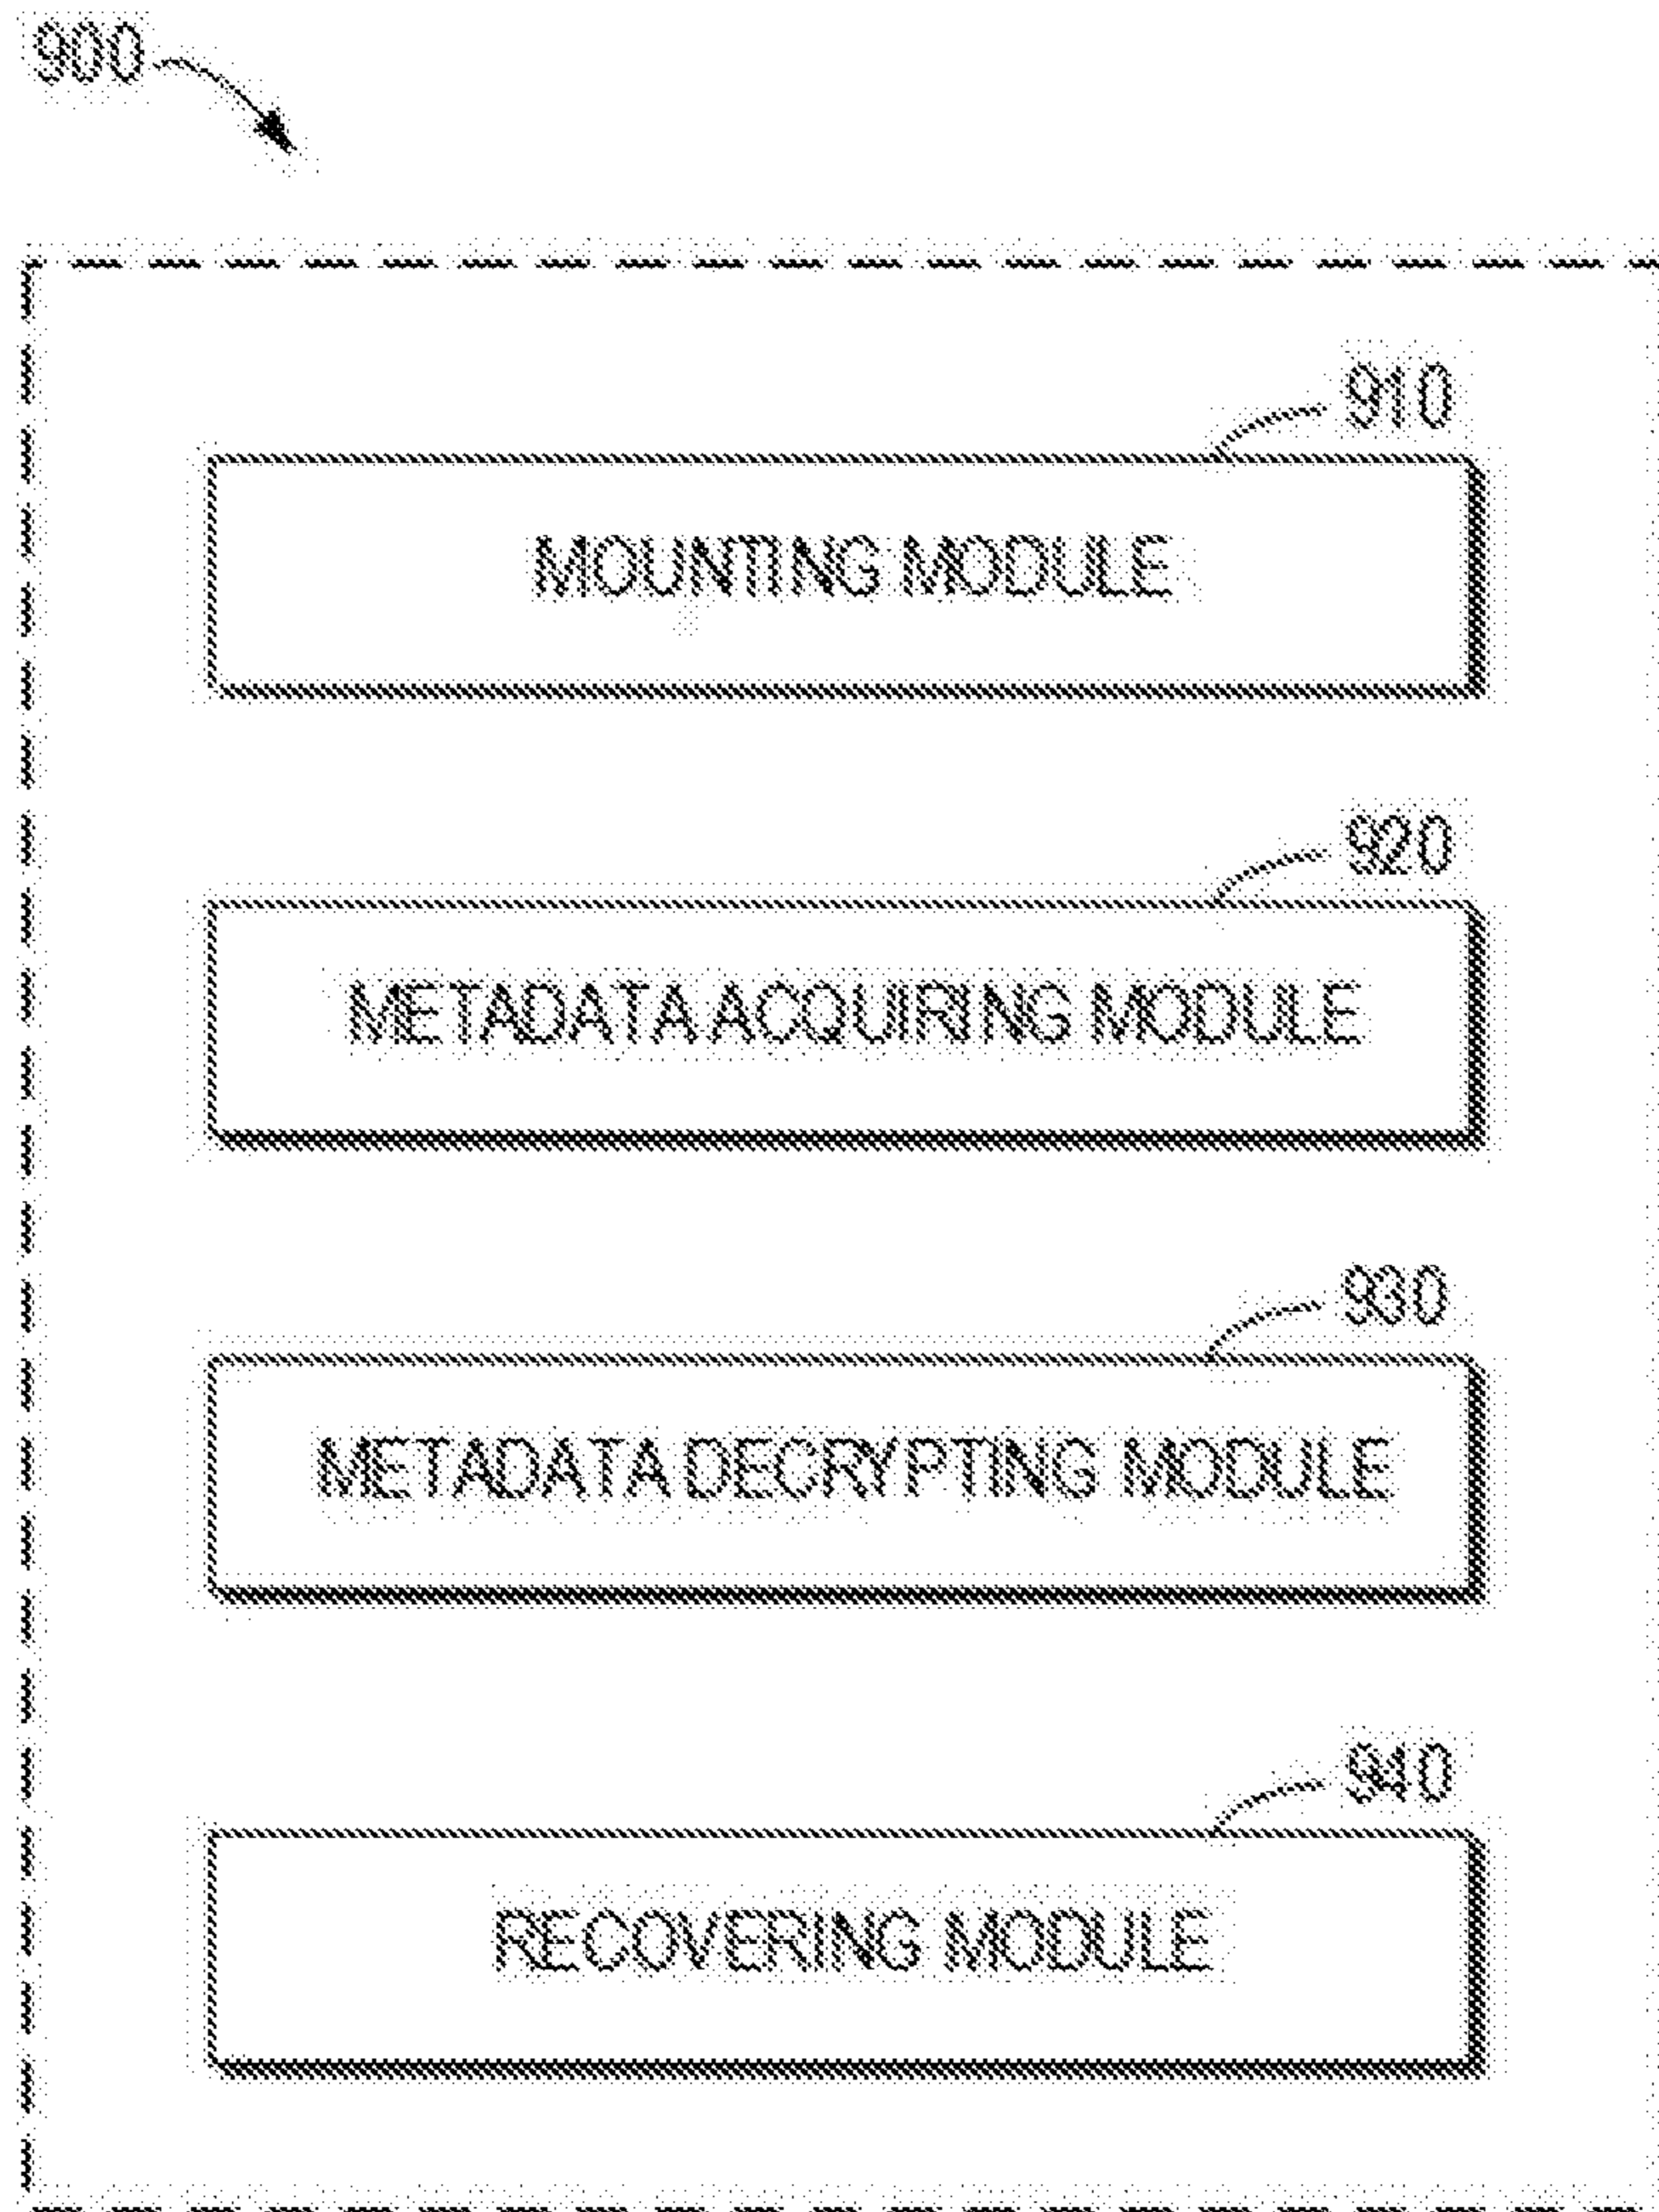 900
910
MOUNTING MODULE
920
METADATA ACQUIRING MODULE
930
METADATA DECRYPTING MODULE
940
RECOVERING MODULE